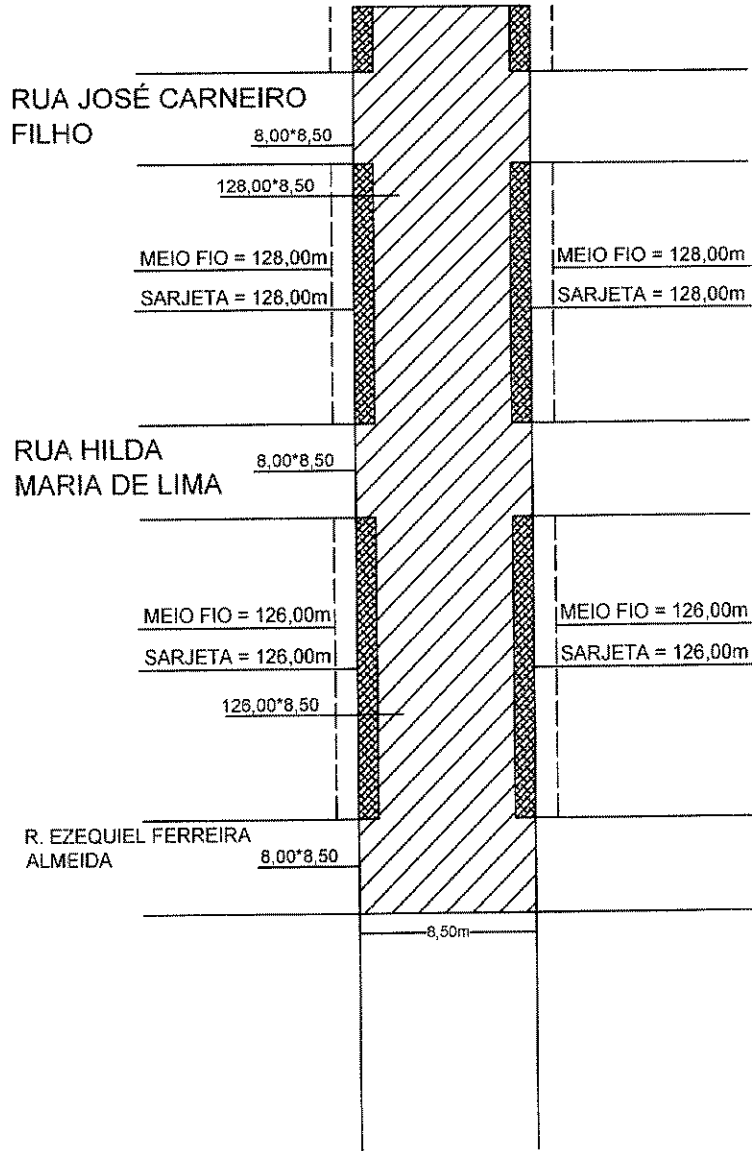 RUA JOSÉ CARNEIRO
FILHO
8,00*8,50
128,00*8,50
MEIO FIO = 128,00m
MEIO FIO = 128,00m
SARJETA = 128,00m
SARJETA = 128,00m
RUA HILDA
MARIA DE LIMA
8,00*8,50
MEIO FIO = 126,00m
MEIO FIO = 126,00m
SARJETA = 126,00m
SARJETA = 126,00m
126,00*8,50
R. EZEQUIEL FERREIRA
ALMEIDA
8,00*8,50
8,50m